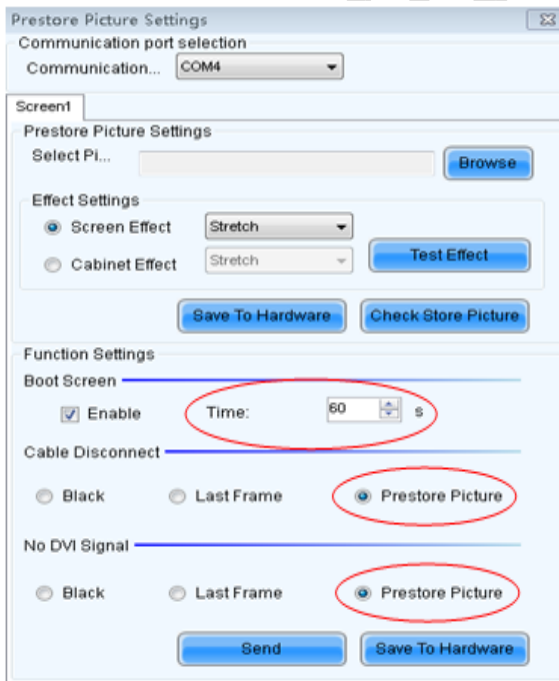 Prestore Picture Settings
Communication port selection
Communication... COM4
Screen1
Prestore Picture Settings
Select Pi... Browse
Effect Settings
Screen Effect Stretch
Cabinet Effect Stretch Test Effect
Save To Hardware Check Store Picture
Function Settings
Boot Screen
Enable Time: 60 s
Cable Disconnect
Black Last Frame Prestore Picture
No DVI Signal
Black Last Frame Prestore Picture
Send Save To Hardware